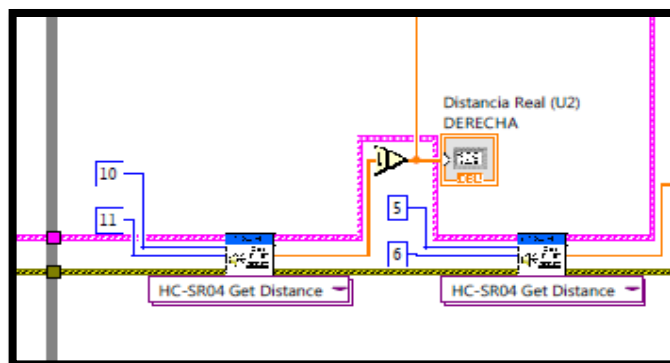 Distancia Real (U2)
DERECHA
10
11
5
6
HC-SR04 Get Distance
HC-SR04 Get Distance